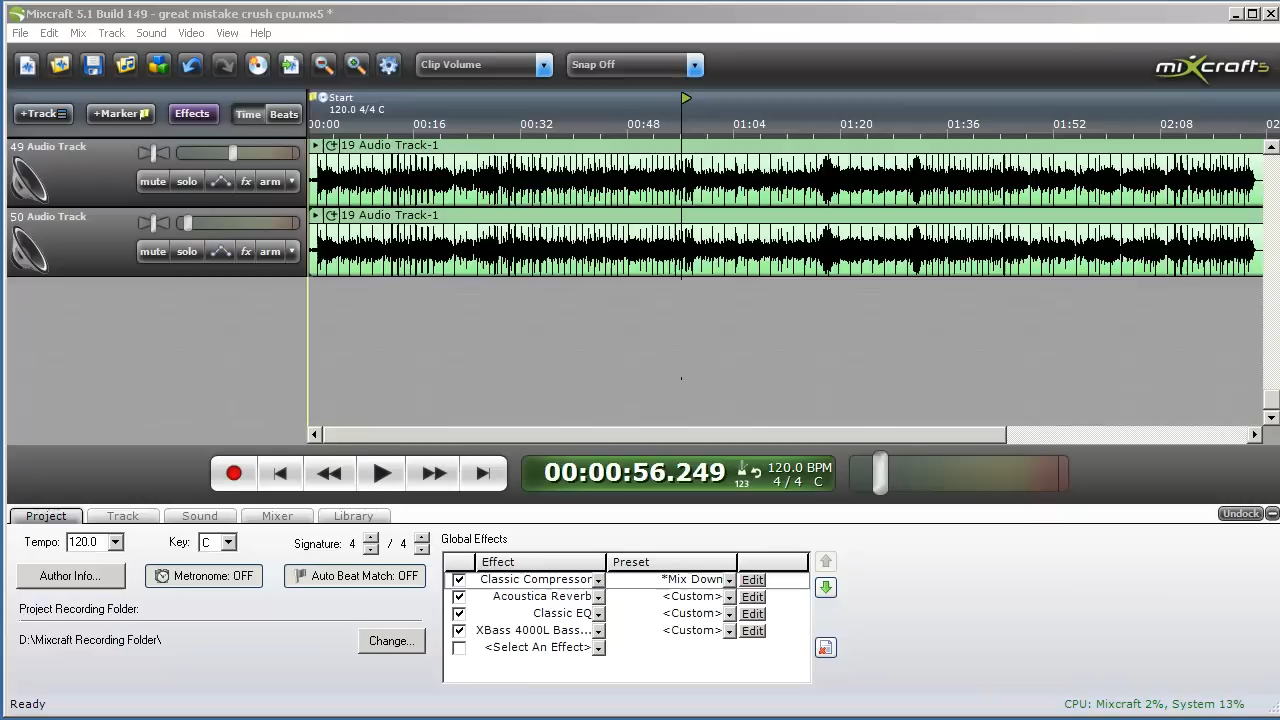 Mixcraft 5.1 Build 149 - great mistake crush cpu.mx5 *
File Edit Mix Track Sound Video View Help
Clip Volume Snap Off
mixcraft5
+Track +Marker Effects Time Beats
Start
120.0 4/4 C
00:00 00:16 00:32 00:48 01:04 01:20 01:36 01:52 02:08 02
49 Audio Track
19 Audio Track-1
mute solo fx arm
50 Audio Track
19 Audio Track-1
mute solo fx arm
00:00:56.249
123
120.0 BPM
4 / 4 C
Project Track Sound Mixer Library Undock
Tempo: 120.0 Key: C Signature: 4 / 4
Author Info... Metronome: OFF Auto Beat Match: OFF
Project Recording Folder:
D:\Mixcraft Recording Folder\ Change...
Global Effects
Effect Preset
Classic Compressor *Mix Down Edit
Acoustica Reverb <Custom> Edit
Classic EQ <Custom> Edit
XBass 4000L Bass... <Custom> Edit
<Select An Effect>
Ready
CPU: Mixcraft 2%, System 13%